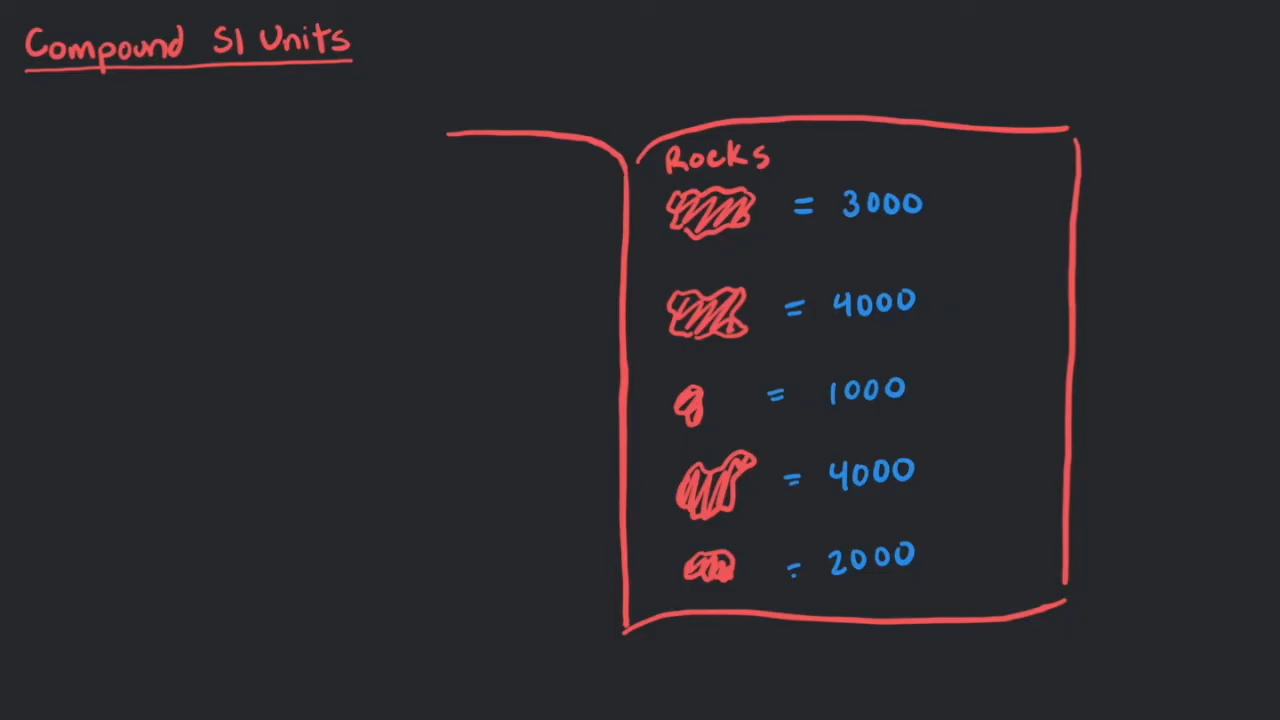 Compound SI Units
Rocks
= 3000
= 4000
= 1000
= 4000
= 2000